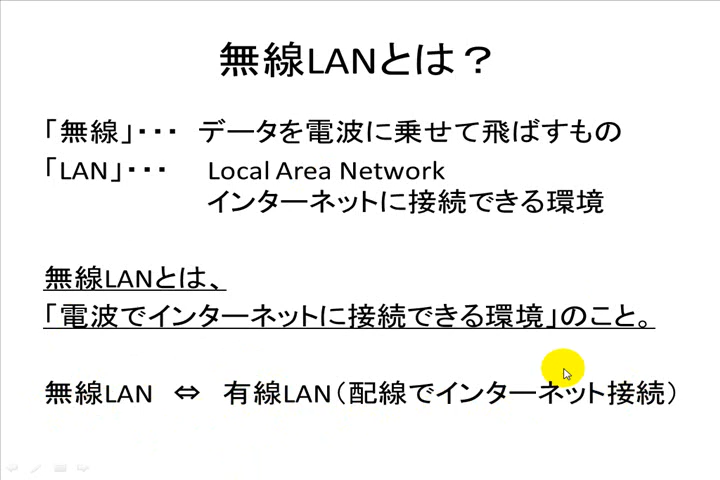 無線LANとは？
「無線」・・・ データを電波に乗せて飛ばすもの
「LAN」・・・ Local Area Network
インターネットに接続できる環境
無線LANとは、
「電波でインターネットに接続できる環境」のこと。
無線LAN ⇔ 有線LAN（配線でインターネット接続）